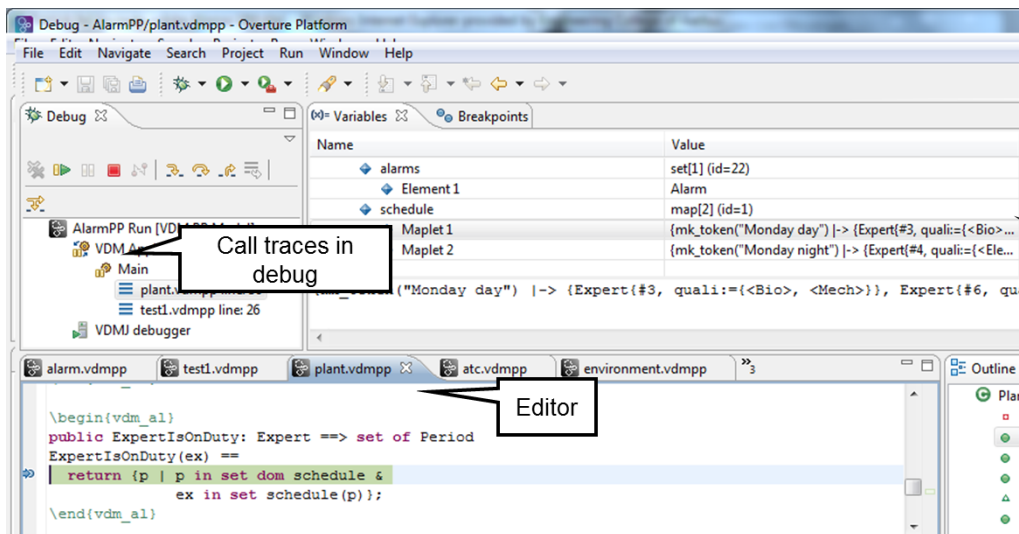 Debug - AlarmPP/plant.vdmpp - Overture Platform
File Edit Navigate Search Project Run Window Help
Debug
(x)= Variables
Breakpoints
Name Value
alarms set[1] (id=22)
Element 1 Alarm
schedule map[2] (id=1)
Maplet 1 {mk_token("Monday day") |-> {Expert{#3, quali:={<Bio>...
Maplet 2 {mk_token("Monday night") |-> {Expert{#4, quali:={<Ele...
("Monday day") |-> {Expert{#3, quali:={<Bio>, <Mech>}}, Expert{#6, qu
AlarmPP Run [VDM
VDM
Main
plant.
test1.vdmpp line: 26
VDMJ debugger
Call traces in
debug
alarm.vdmpp test1.vdmpp plant.vdmpp atc.vdmpp environment.vdmpp »3
Outline
Editor
\begin{vdm_al}
public ExpertIsOnDuty: Expert ==> set of Period
ExpertIsOnDuty(ex) ==
return {p | p in set dom schedule &
ex in set schedule(p)};
\end{vdm_al}